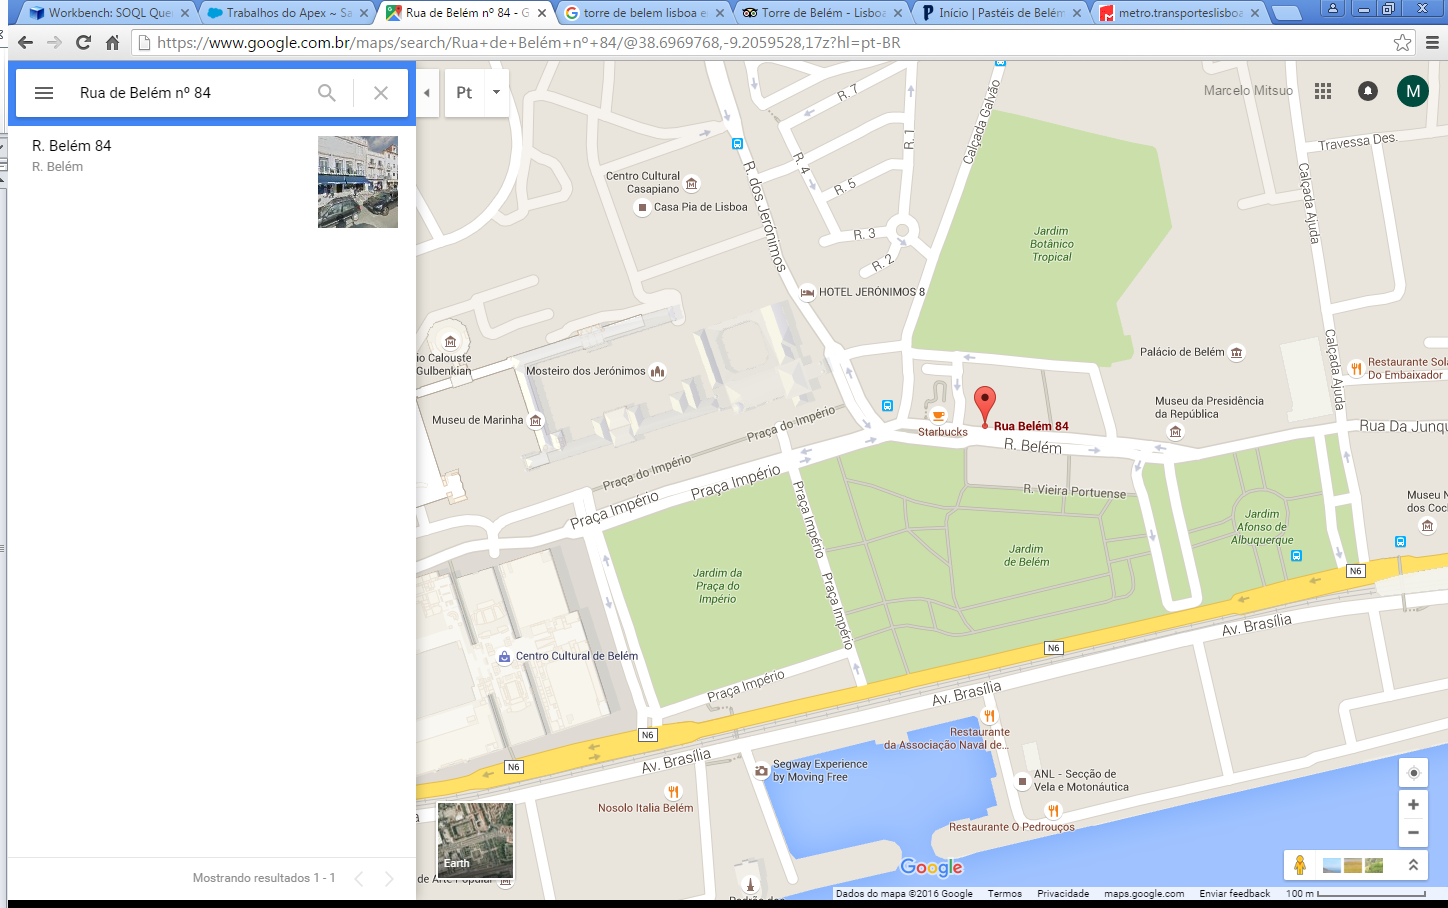 Workbench: SOQL Que
Trabalhos do Apex ~ Sa
Rua de Belém nº 84 - G
torre de belem lisboa e
Torre de Belém - Lisboa
Início | Pastéis de Belém
metro.transporteslisboa
https://www.google.com.br/maps/search/Rua+de+Belém+nº+84/@38.6969768,-9.2059528,17z?hl=pt-BR
Rua de Belém nº 84
Pt
Marcelo Mitsuo
M
R. Belém 84
R. Belém
Mostrando resultados 1 - 1
R. 7
R. 1
Calçada Galvão
Travessa Des.
R. 4
R. 5
Centro Cultural
Casapiano
Casa Pia de Lisboa
R. dos Jerónimos
R. 3
R. 2
Jardim
Botânico
Tropical
Calçada Ajuda
HOTEL JERÓNIMOS 8
io Calouste
Gulbenkian
Mosteiro dos Jerónimos
Palácio de Belém
Calçada Ajuda
Restaurante Sola
Do Embaixador
Museu de Marinha
Praça do Império
Starbucks
Rua Belém 84
Museu da Presidência
da República
Rua Da Junqu
R. Belém
Praça do Império
Praça Império
Praça Império
Praça Império
R. Vieira Portuense
Museu N
dos Coc
Jardim
Afonso de
Albuquerque
Jardim
de Belém
Jardim da
Praça do
Império
Praça Império
N6
Av. Brasília
Centro Cultural de Belém
N6
Praça Império
Av. Brasília
N6
N6
Av. Brasília
Restaurante
da Associação Naval de...
Segway Experience
by Moving Free
ANL - Secção de
Vela e Motonáutica
Nosolo Italia Belém
Restaurante O Pedrouços
Earth
Google
de Arte Popular
Dados do mapa ©2016 Google
Termos
Privacidade
maps.google.com
Enviar feedback
100 m